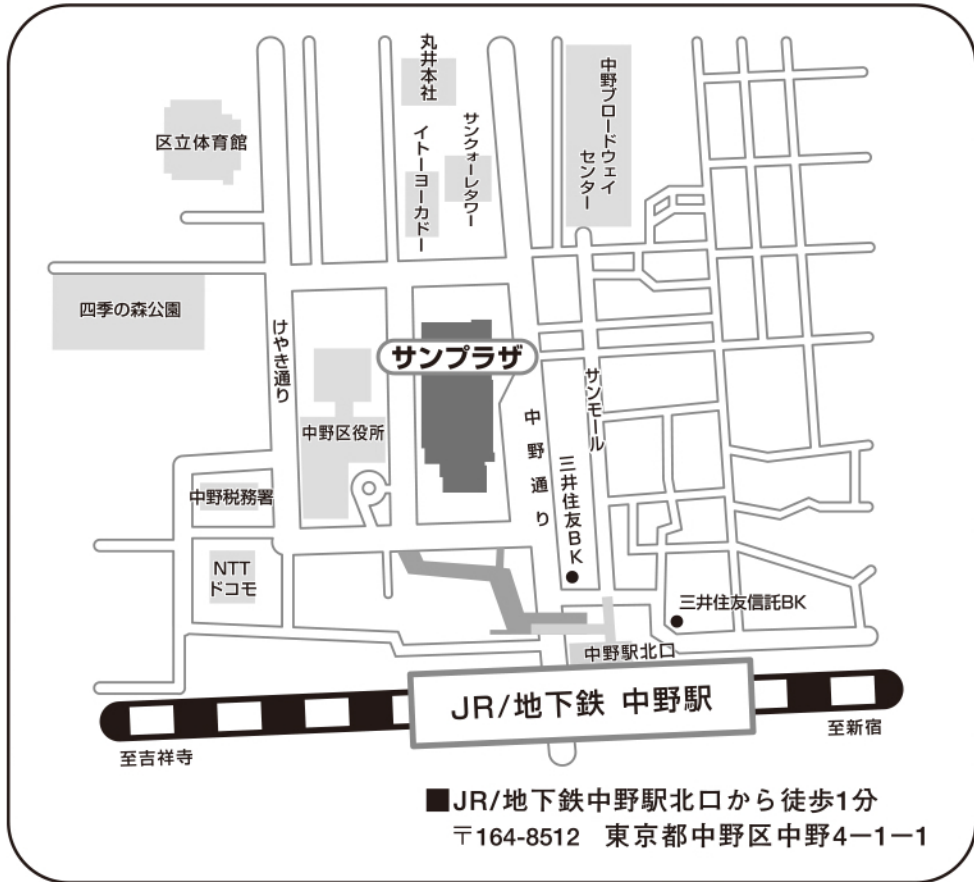 丸井本社
中野ブロードウェイ
センター
区立体育館
イトーヨーカドー
サンクォーレタワー
四季の森公園
けやき通り
サンプラザ
サンモール
中野区役所
中野通り
三井住友BK
中野税務署
NTT
ドコモ
三井住友信託BK
中野駅北口
JR/地下鉄 中野駅
至吉祥寺
至新宿
■JR/地下鉄中野駅北口から徒歩1分
〒164-8512 東京都中野区中野4ー1ー1